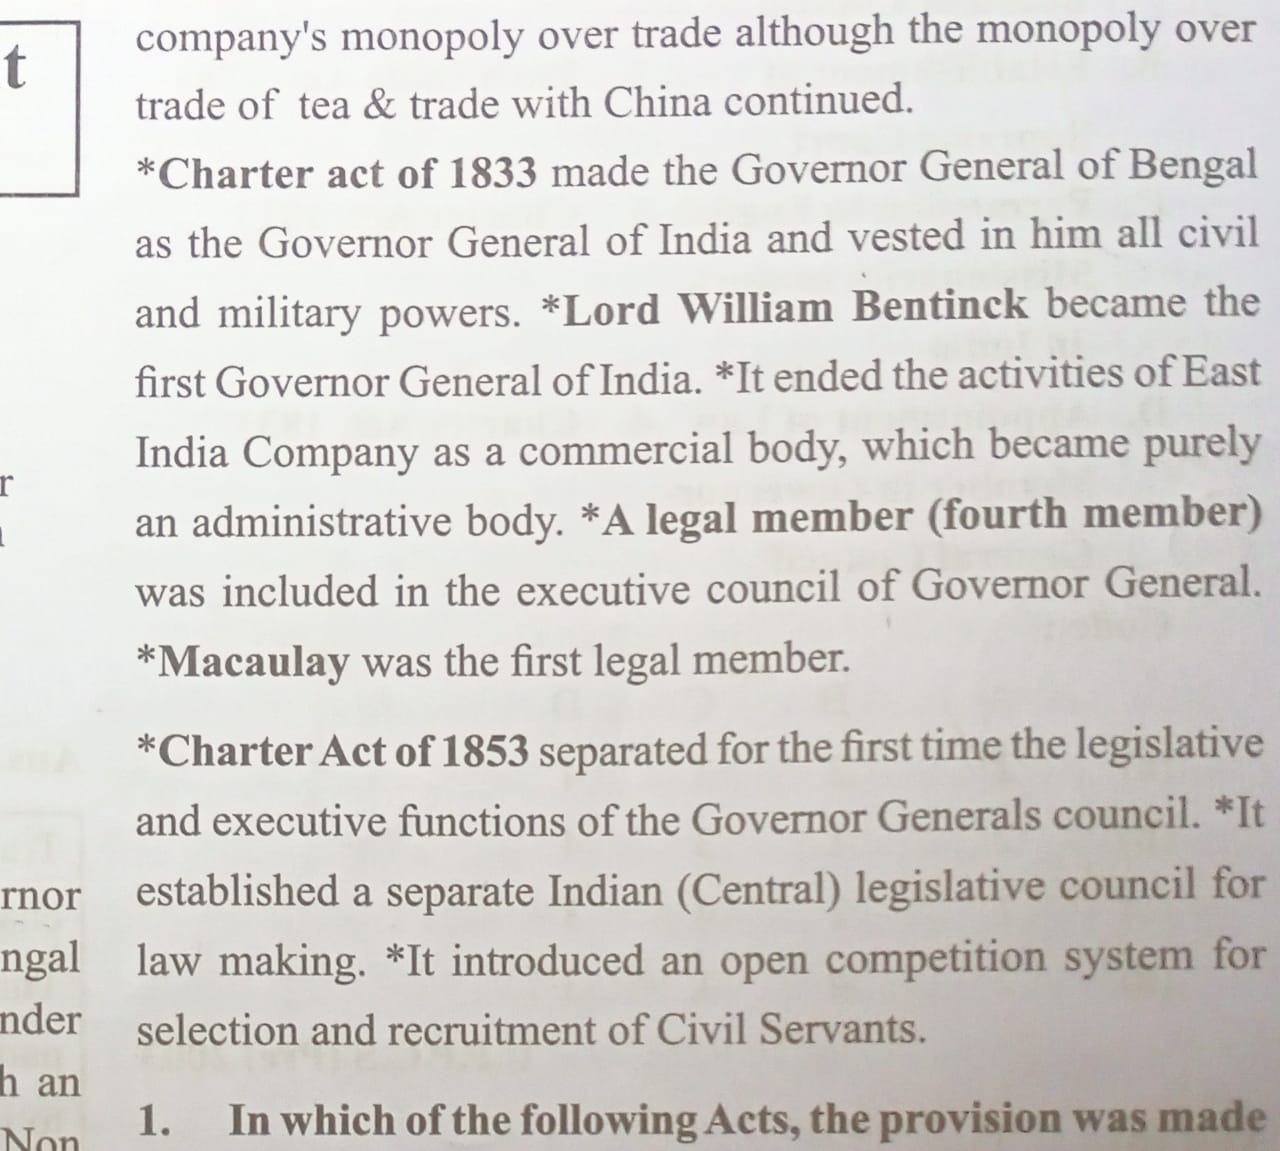 t
r
rnor
ngal
nder
h an
Non
company's monopoly over trade although the monopoly over
trade of tea & trade with China continued.
*Charter act of 1833 made the Governor General of Bengal
as the Governor General of India and vested in him all civil
and military powers. *Lord William Bentinck became the
first Governor General of India. *It ended the activities of East
India Company as a commercial body, which became purely
an administrative body. *A legal member (fourth member)
was included in the executive council of Governor General.
*Macaulay was the first legal member.
*Charter Act of 1853 separated for the first time the legislative
and executive functions of the Governor Generals council. *It
established a separate Indian (Central) legislative council for
law making. *It introduced an open competition system for
selection and recruitment of Civil Servants.
1. In which of the following Acts, the provision was made